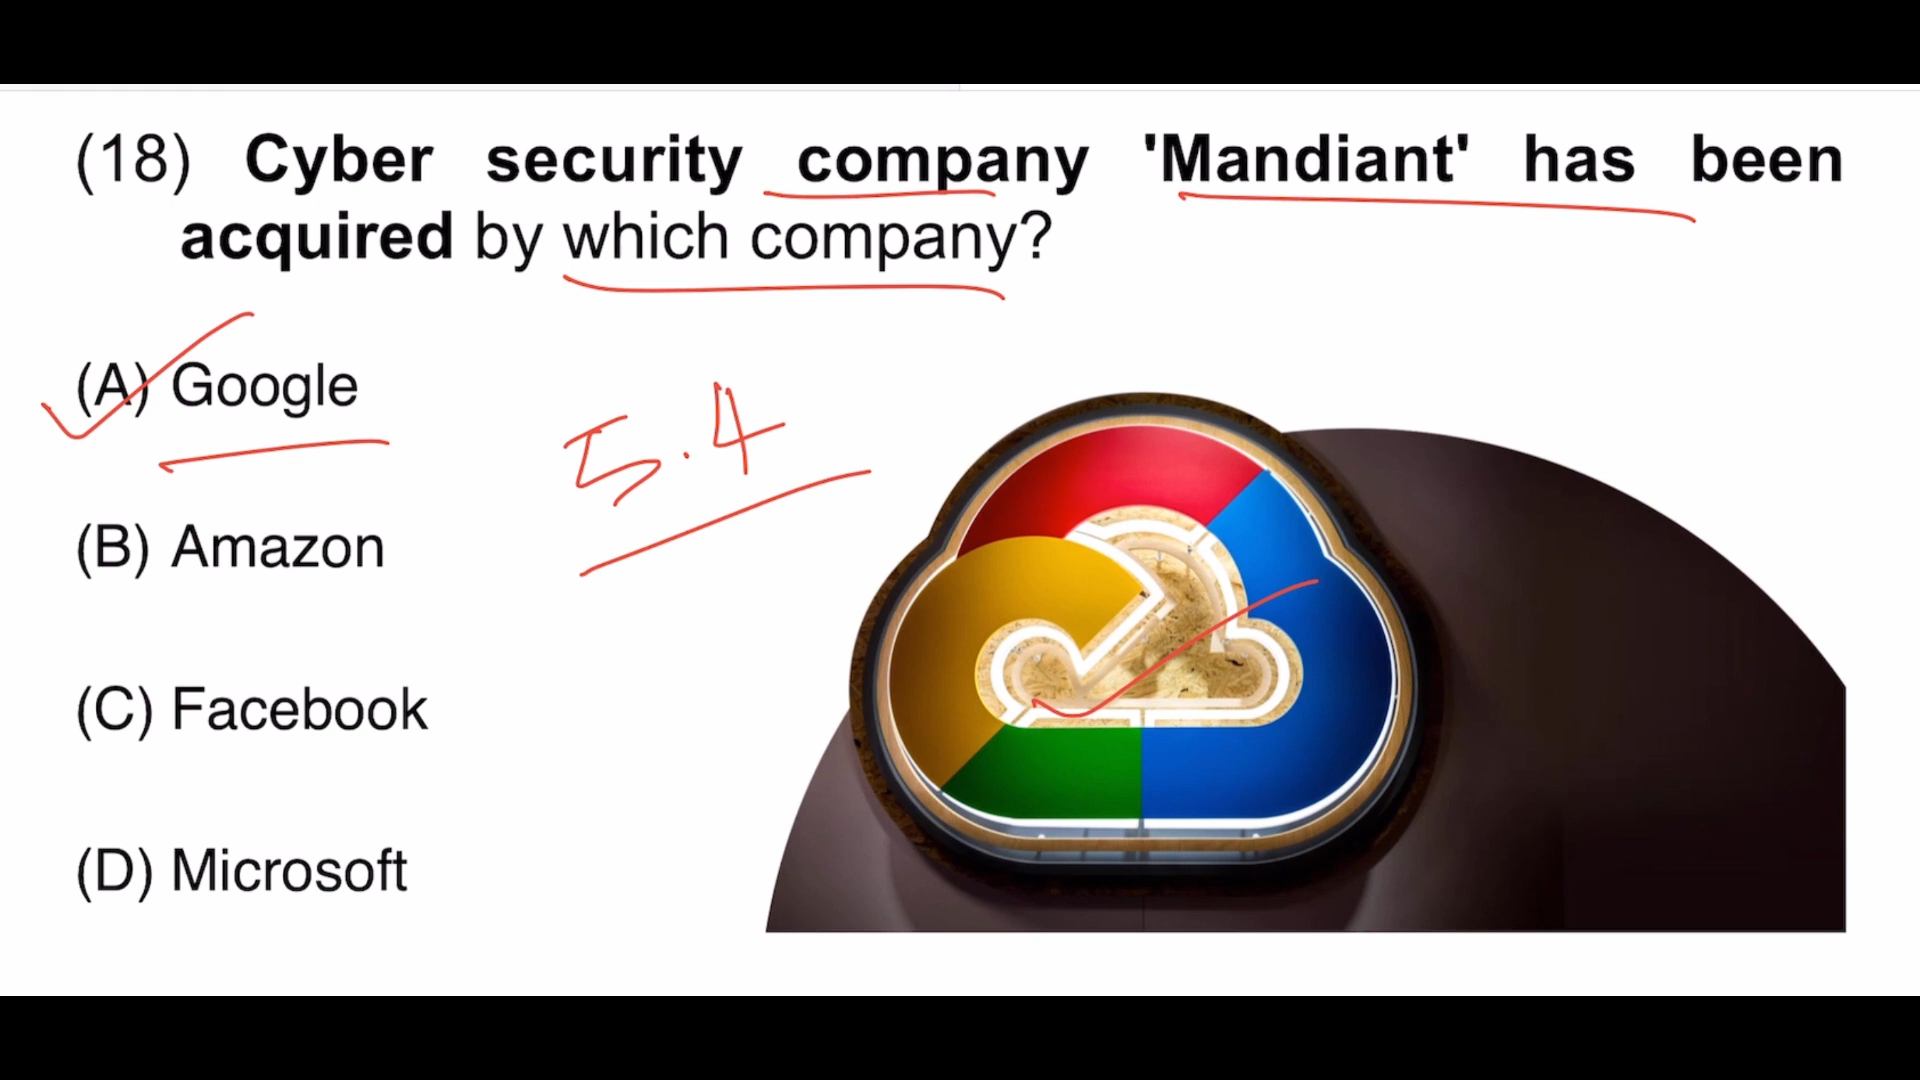 (18) Cyber security company 'Mandiant' has been
acquired by which company?
(A) Google
5.4
(B) Amazon
(C) Facebook
(D) Microsoft